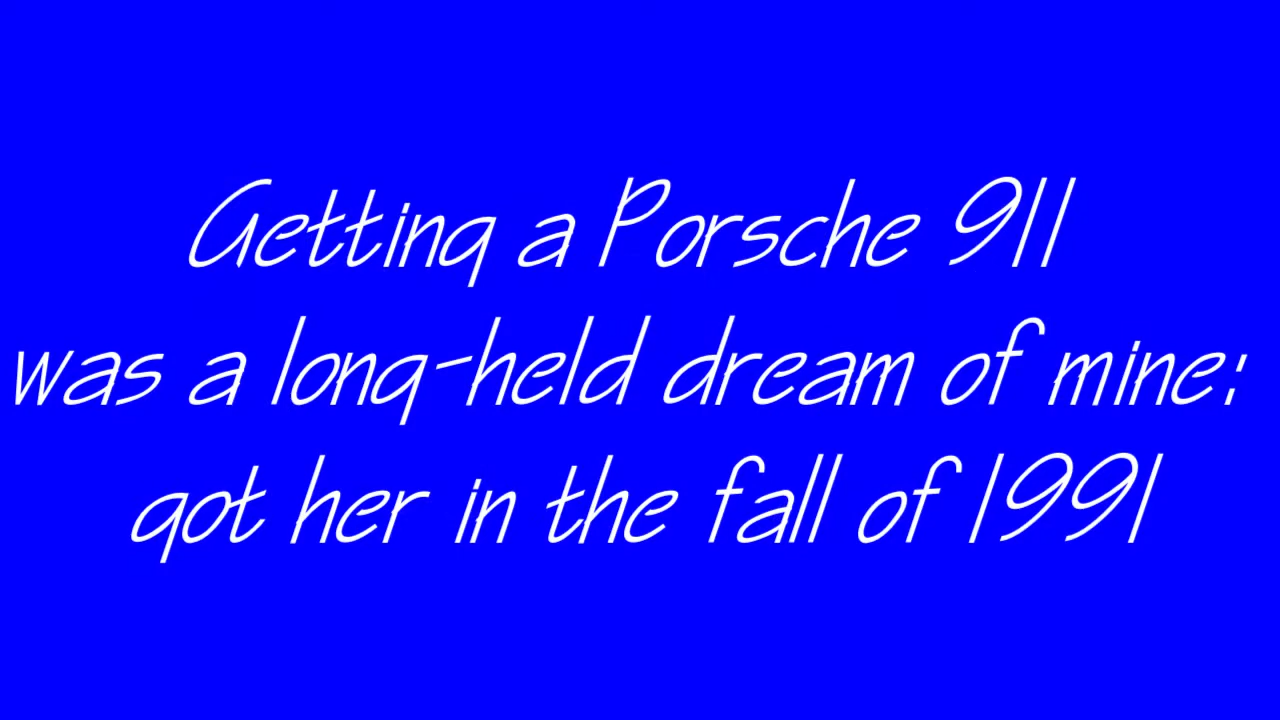 Getting a Porsche 911
was a long-held dream of mine:
got her in the fall of 1991